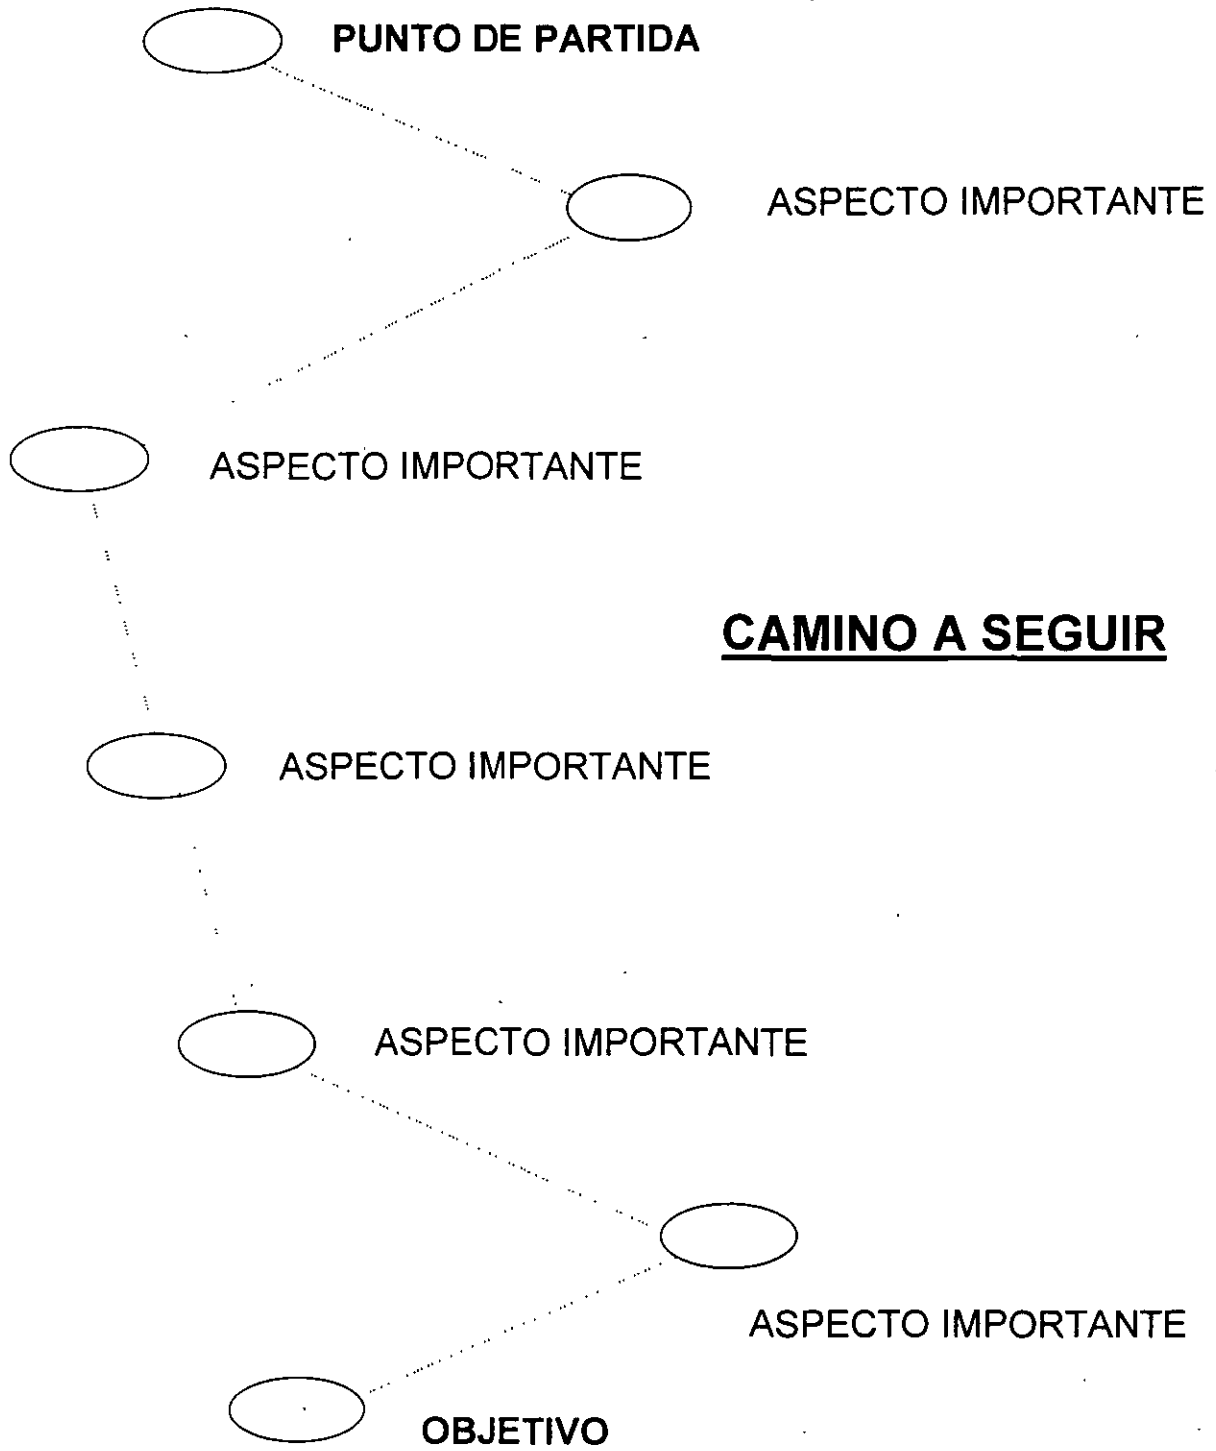 PUNTO DE PARTIDA
ASPECTO IMPORTANTE
ASPECTO IMPORTANTE
CAMINO A SEGUIR
ASPECTO IMPORTANTE
ASPECTO IMPORTANTE
ASPECTO IMPORTANTE
OBJETIVO